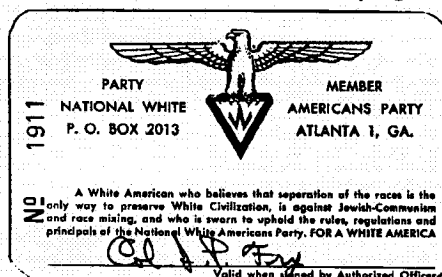 PARTY MEMBER
NATIONAL WHITE AMERICANS PARTY
P. O. BOX 2013 ATLANTA 1, GA.
Nº 1911
A White American who believes that separation of the races is the
only way to preserve White Civilization, is against Jewish-Communism
and race mixing, and who is sworn to uphold the rules, regulations and
principals of the National White Americans Party. FOR A WHITE AMERICA
Col
Valid when signed by Authorized Officer